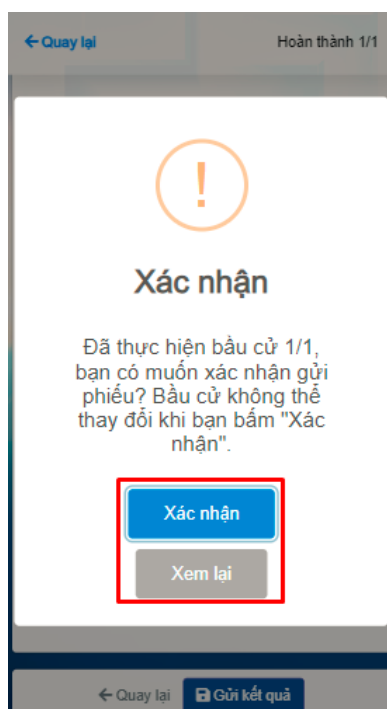 ← Quay lại Hoàn thành 1/1
!
Xác nhận
Đã thực hiện bầu cử 1/1,
bạn có muốn xác nhận gửi
phiếu? Bầu cử không thể
thay đổi khi bạn bấm "Xác
nhận".
Xác nhận
Xem lại
← Quay lại Gửi kết quả